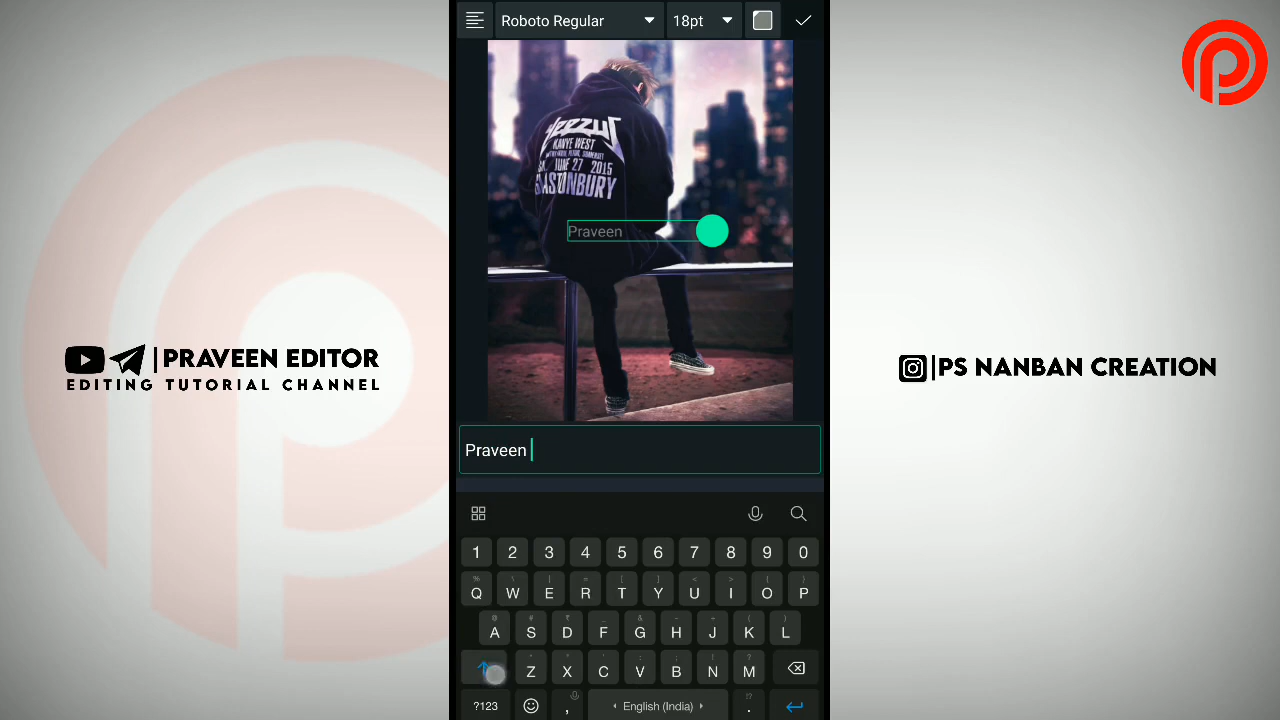 Roboto Regular
18pt
YEEZUS
KANYE WEST
JUNE 27 2015
GLASTONBURY
Praveen
|PRAVEEN EDITOR
EDITING TUTORIAL CHANNEL
|PS NANBAN CREATION
Praveen
1 2 3 4 5 6 7 8 9 0
% \ | = [ ] < > { }
Q W E R T Y U I O P
@ # ₹ _ & - + ( )
A S D F G H J K L
* " ' : ; ! ?
Z X C V B N M
?123 , English (India) .